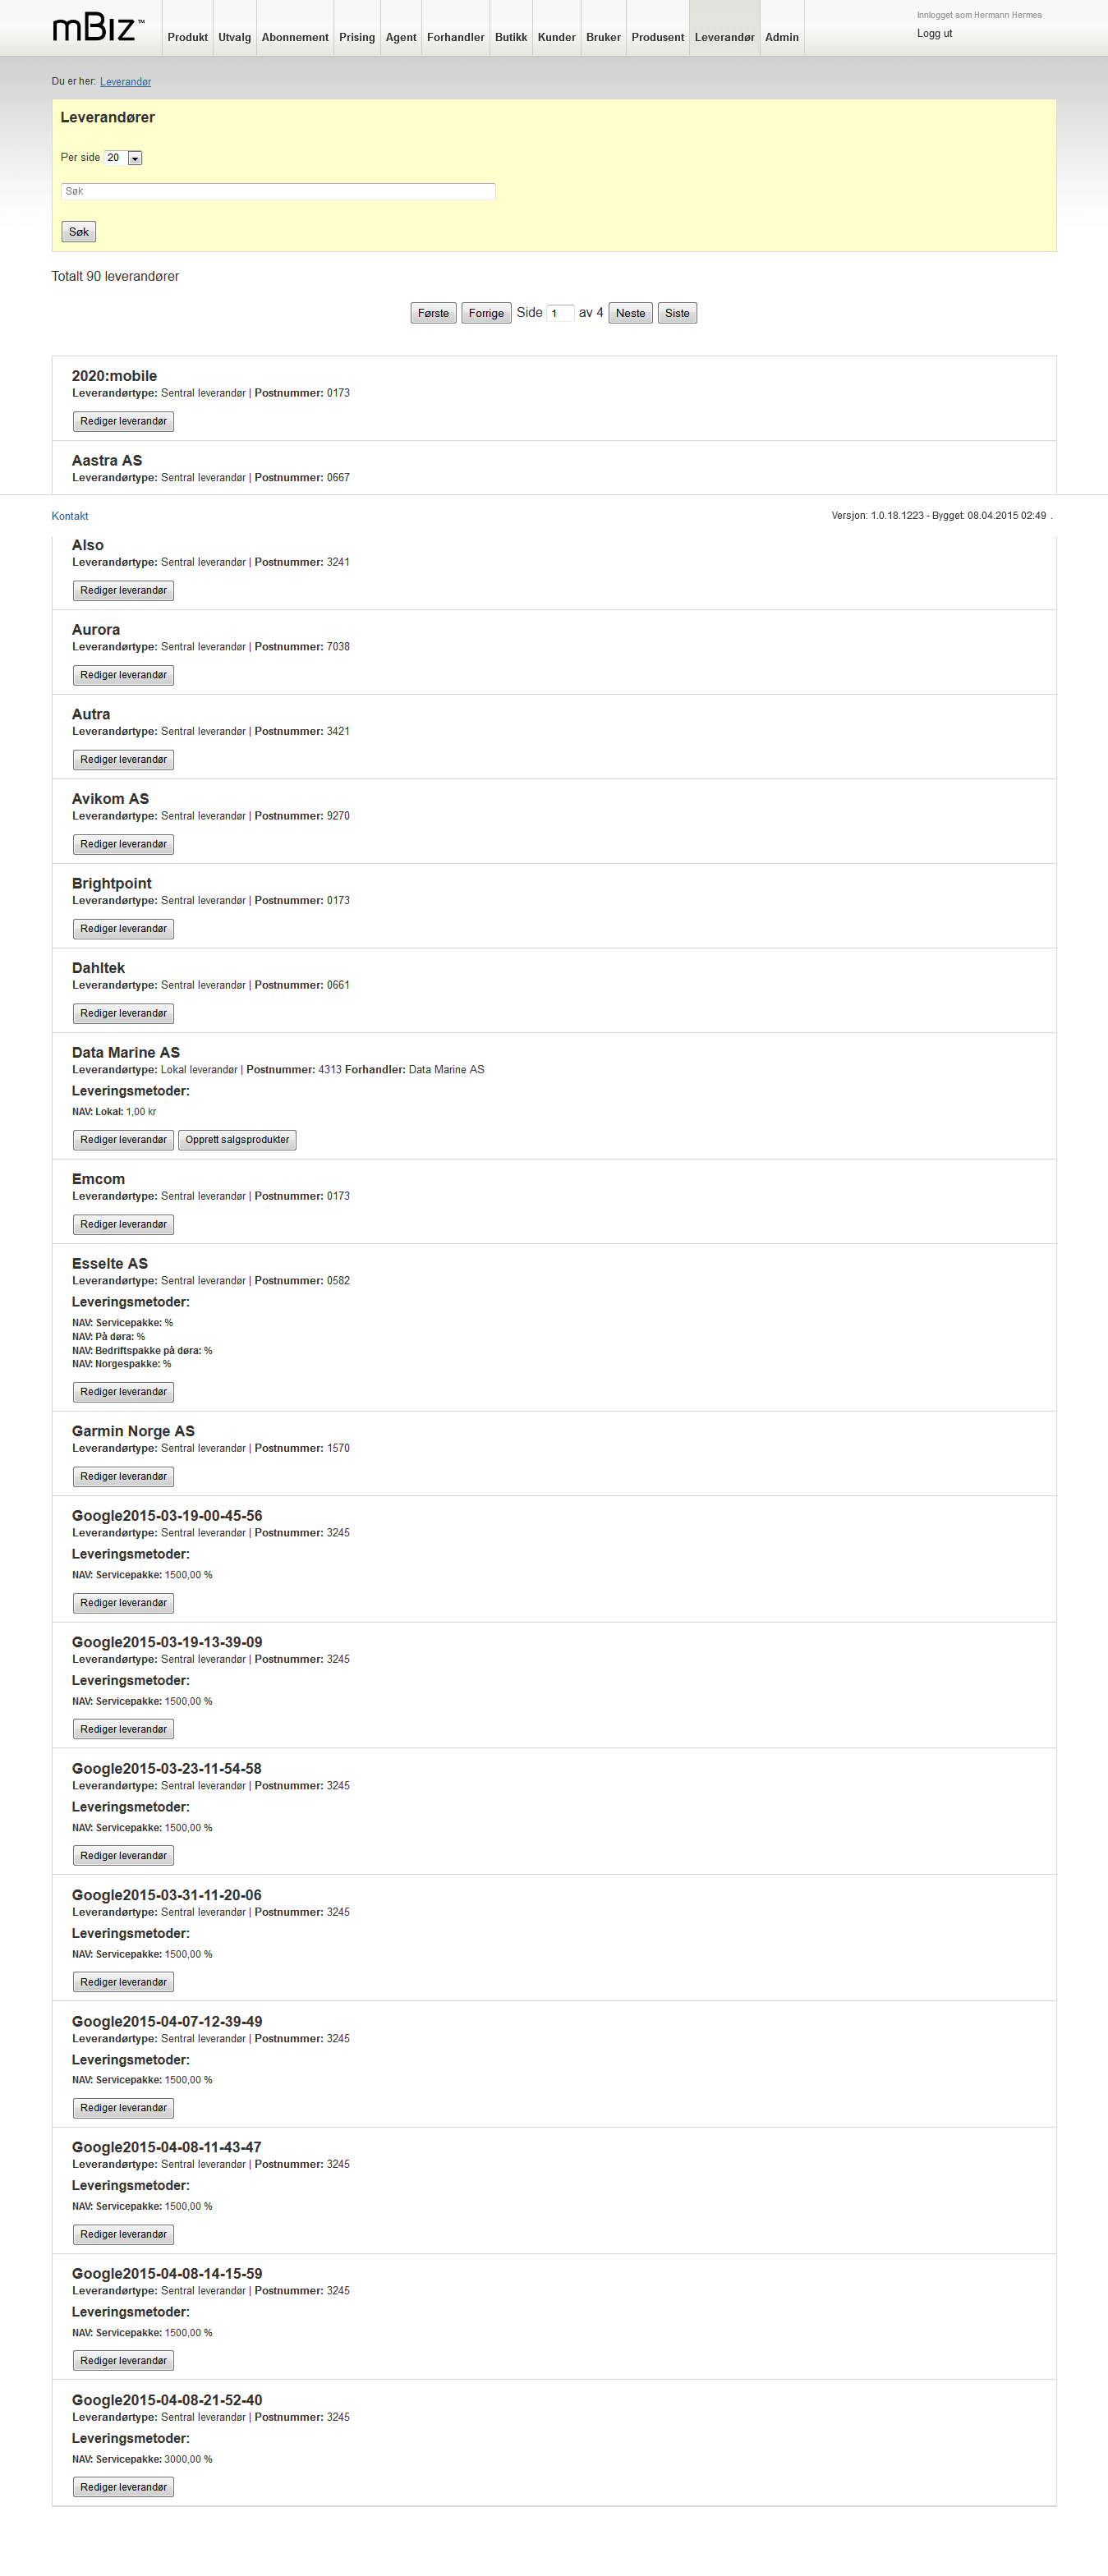 mBiz™
Produkt Utvalg Abonnement Prising Agent Forhandler Butikk Kunder Bruker Produsent Leverandør Admin
Innlogget som Hermann Hermes
Logg ut
Du er her: Leverandør
Leverandører
Per side 20
Søk
Søk
Totalt 90 leverandører
Første Forrige Side 1 av 4 Neste Siste
2020:mobile
Leverandørtype: Sentral leverandør | Postnummer: 0173
Rediger leverandør
Aastra AS
Leverandørtype: Sentral leverandør | Postnummer: 0667
Kontakt
Versjon: 1.0.18.1223 - Bygget: 08.04.2015 02:49 .
Also
Leverandørtype: Sentral leverandør | Postnummer: 3241
Rediger leverandør
Aurora
Leverandørtype: Sentral leverandør | Postnummer: 7038
Rediger leverandør
Autra
Leverandørtype: Sentral leverandør | Postnummer: 3421
Rediger leverandør
Avikom AS
Leverandørtype: Sentral leverandør | Postnummer: 9270
Rediger leverandør
Brightpoint
Leverandørtype: Sentral leverandør | Postnummer: 0173
Rediger leverandør
Dahltek
Leverandørtype: Sentral leverandør | Postnummer: 0661
Rediger leverandør
Data Marine AS
Leverandørtype: Lokal leverandør | Postnummer: 4313 Forhandler: Data Marine AS
Leveringsmetoder:
NAV: Lokal: 1,00 kr
Rediger leverandør Opprett salgsprodukter
Emcom
Leverandørtype: Sentral leverandør | Postnummer: 0173
Rediger leverandør
Esselte AS
Leverandørtype: Sentral leverandør | Postnummer: 0582
Leveringsmetoder:
NAV: Servicepakke: %
NAV: På døra: %
NAV: Bedriftspakke på døra: %
NAV: Norgespakke: %
Rediger leverandør
Garmin Norge AS
Leverandørtype: Sentral leverandør | Postnummer: 1570
Rediger leverandør
Google2015-03-19-00-45-56
Leverandørtype: Sentral leverandør | Postnummer: 3245
Leveringsmetoder:
NAV: Servicepakke: 1500,00 %
Rediger leverandør
Google2015-03-19-13-39-09
Leverandørtype: Sentral leverandør | Postnummer: 3245
Leveringsmetoder:
NAV: Servicepakke: 1500,00 %
Rediger leverandør
Google2015-03-23-11-54-58
Leverandørtype: Sentral leverandør | Postnummer: 3245
Leveringsmetoder:
NAV: Servicepakke: 1500,00 %
Rediger leverandør
Google2015-03-31-11-20-06
Leverandørtype: Sentral leverandør | Postnummer: 3245
Leveringsmetoder:
NAV: Servicepakke: 1500,00 %
Rediger leverandør
Google2015-04-07-12-39-49
Leverandørtype: Sentral leverandør | Postnummer: 3245
Leveringsmetoder:
NAV: Servicepakke: 1500,00 %
Rediger leverandør
Google2015-04-08-11-43-47
Leverandørtype: Sentral leverandør | Postnummer: 3245
Leveringsmetoder:
NAV: Servicepakke: 1500,00 %
Rediger leverandør
Google2015-04-08-14-15-59
Leverandørtype: Sentral leverandør | Postnummer: 3245
Leveringsmetoder:
NAV: Servicepakke: 1500,00 %
Rediger leverandør
Google2015-04-08-21-52-40
Leverandørtype: Sentral leverandør | Postnummer: 3245
Leveringsmetoder:
NAV: Servicepakke: 3000,00 %
Rediger leverandør